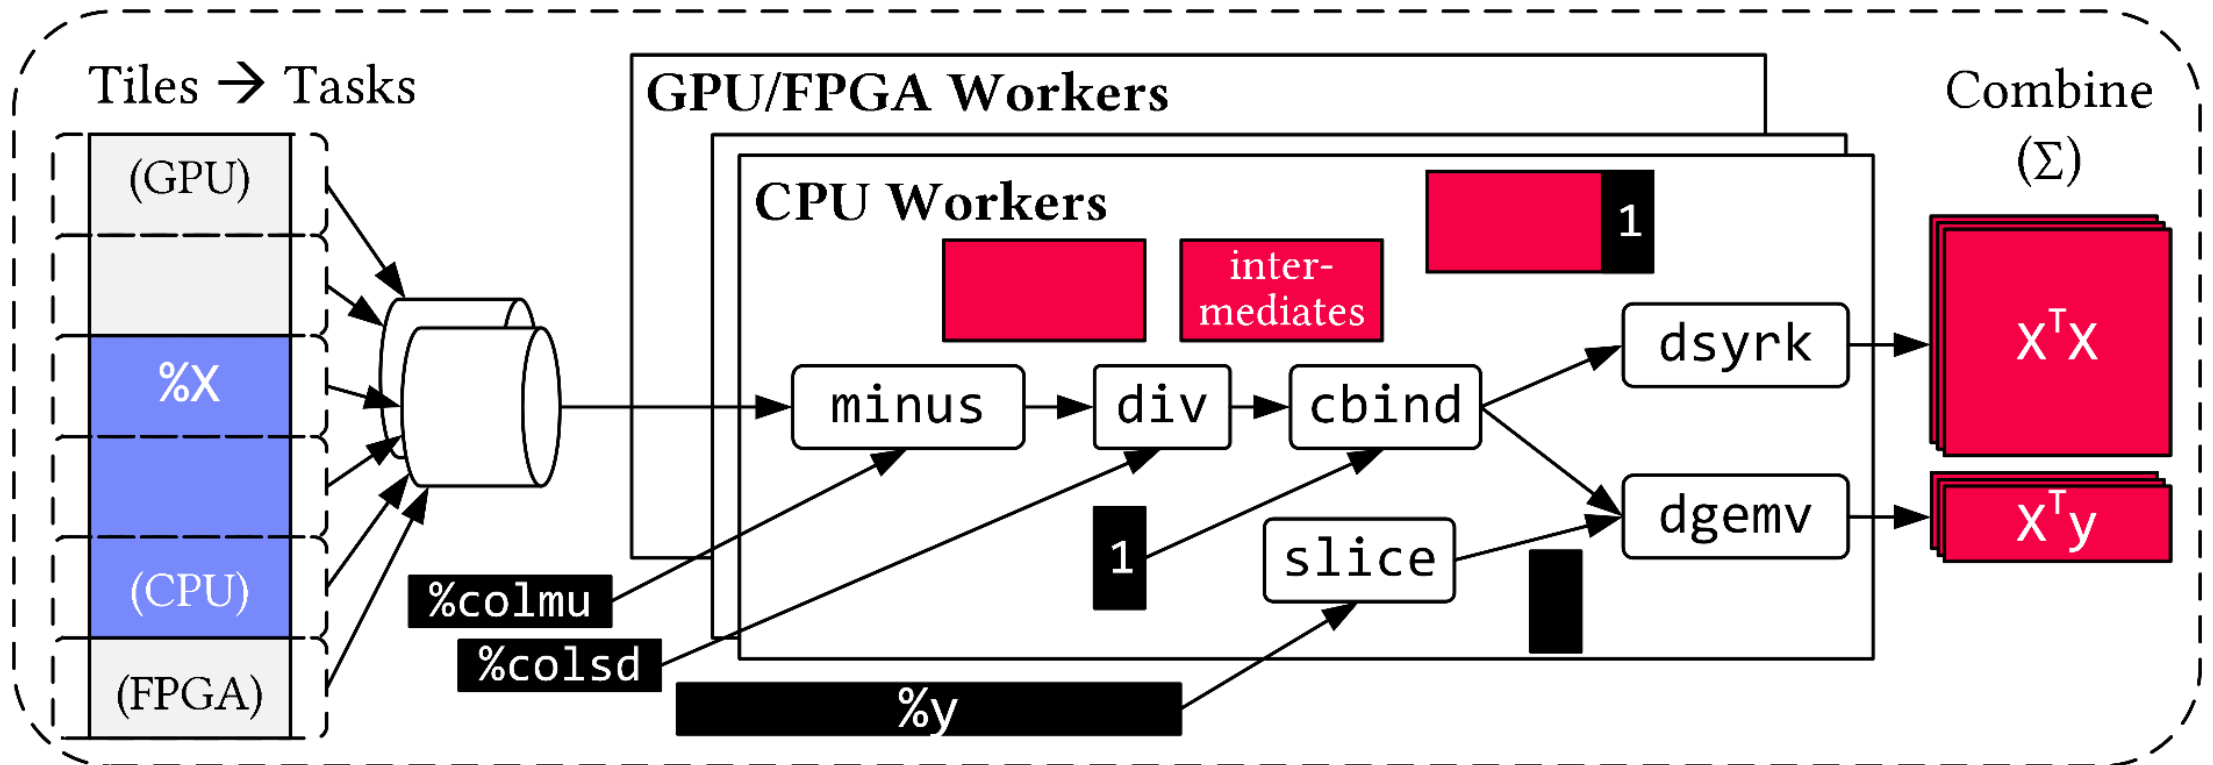 Tiles → Tasks
(GPU)
%X
(CPU)
(FPGA)
GPU/FPGA Workers
CPU Workers
inter-
mediates
1
minus
div
cbind
dsyrk
dgemv
slice
1
%colmu
%colsd
%y
Combine
(Σ)
XᵀX
Xᵀy